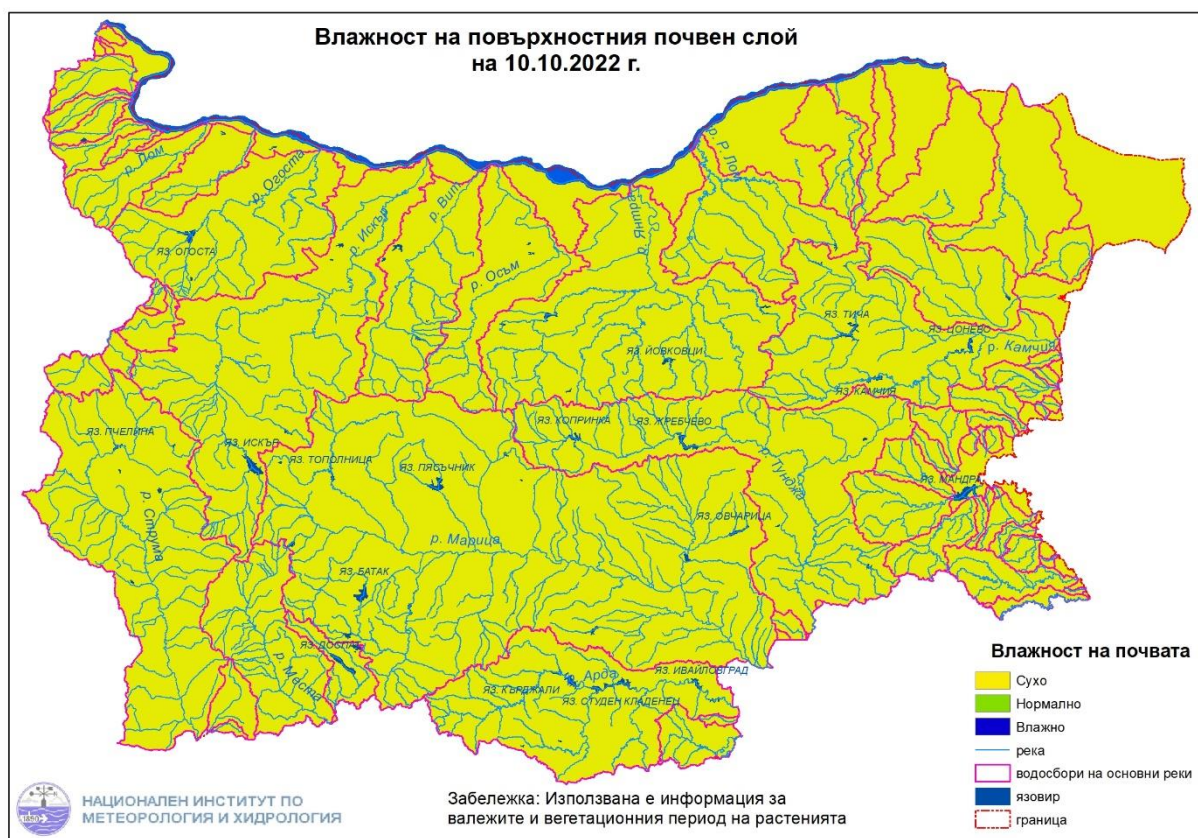 Влажност на повърхностния почвен слой
на 10.10.2022 г.
р. Лом
р. Огоста
р. Искър
р. Вит
р. Осъм
р. Янтра
р. Р. Лом
ЯЗ. ОГОСТА
ЯЗ. ТИЧА
ЯЗ. ЦОНЕВО
р. Камчия
ЯЗ. ЙОВКОВЦИ
ЯЗ. КАМЧИЯ
ЯЗ. ПЧЕЛИНА
ЯЗ. ИСКЪР
ЯЗ. ТОПОЛНИЦА
ЯЗ. ПЯСЪЧНИК
ЯЗ. КОПРИНКА
ЯЗ. ЖРЕБЧЕВО
р. Тунджа
ЯЗ. МАНДРА
р. Струма
р. Марица
ЯЗ. ОВЧАРИЦА
ЯЗ. БАТАК
ЯЗ. ДОСПАТ
р. Места
р. Арда
ЯЗ. ИВАЙЛОВГРАД
ЯЗ. КЪРДЖАЛИ
ЯЗ. СТУДЕН КЛАДЕНЕЦ
Влажност на почвата
Сухо
Нормално
Влажно
река
водосбори на основни реки
язовир
граница
1890
НАЦИОНАЛЕН ИНСТИТУТ ПО
МЕТЕОРОЛОГИЯ И ХИДРОЛОГИЯ
Забележка: Използвана е информация за
валежите и вегетационния период на растенията